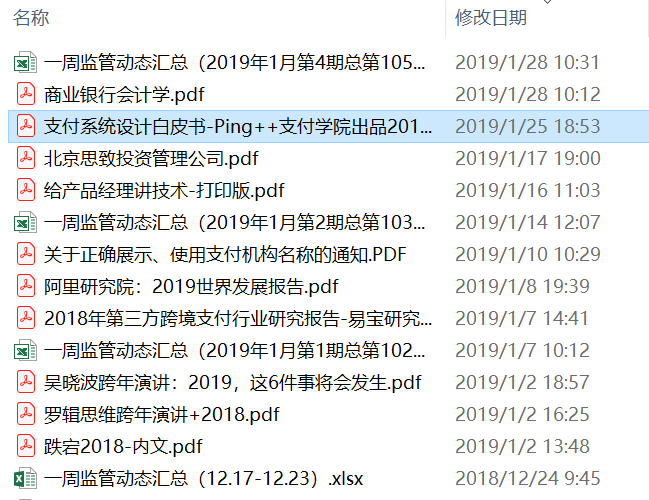 名称 修改日期
一周监管动态汇总（2019年1月第4期总第105... 2019/1/28 10:31
商业银行会计学.pdf 2019/1/28 10:12
支付系统设计白皮书-Ping++支付学院出品201... 2019/1/25 18:53
北京思致投资管理公司.pdf 2019/1/17 19:00
给产品经理讲技术-打印版.pdf 2019/1/16 11:03
一周监管动态汇总（2019年1月第2期总第103... 2019/1/14 12:07
关于正确展示、使用支付机构名称的通知.PDF 2019/1/10 10:29
阿里研究院：2019世界发展报告.pdf 2019/1/8 19:39
2018年第三方跨境支付行业研究报告-易宝研究... 2019/1/7 14:41
一周监管动态汇总（2019年1月第1期总第102... 2019/1/7 10:12
吴晓波跨年演讲：2019，这6件事将会发生.pdf 2019/1/2 18:57
罗辑思维跨年演讲+2018.pdf 2019/1/2 16:25
跌宕2018-内文.pdf 2019/1/2 13:48
一周监管动态汇总（12.17-12.23）.xlsx 2018/12/24 9:45